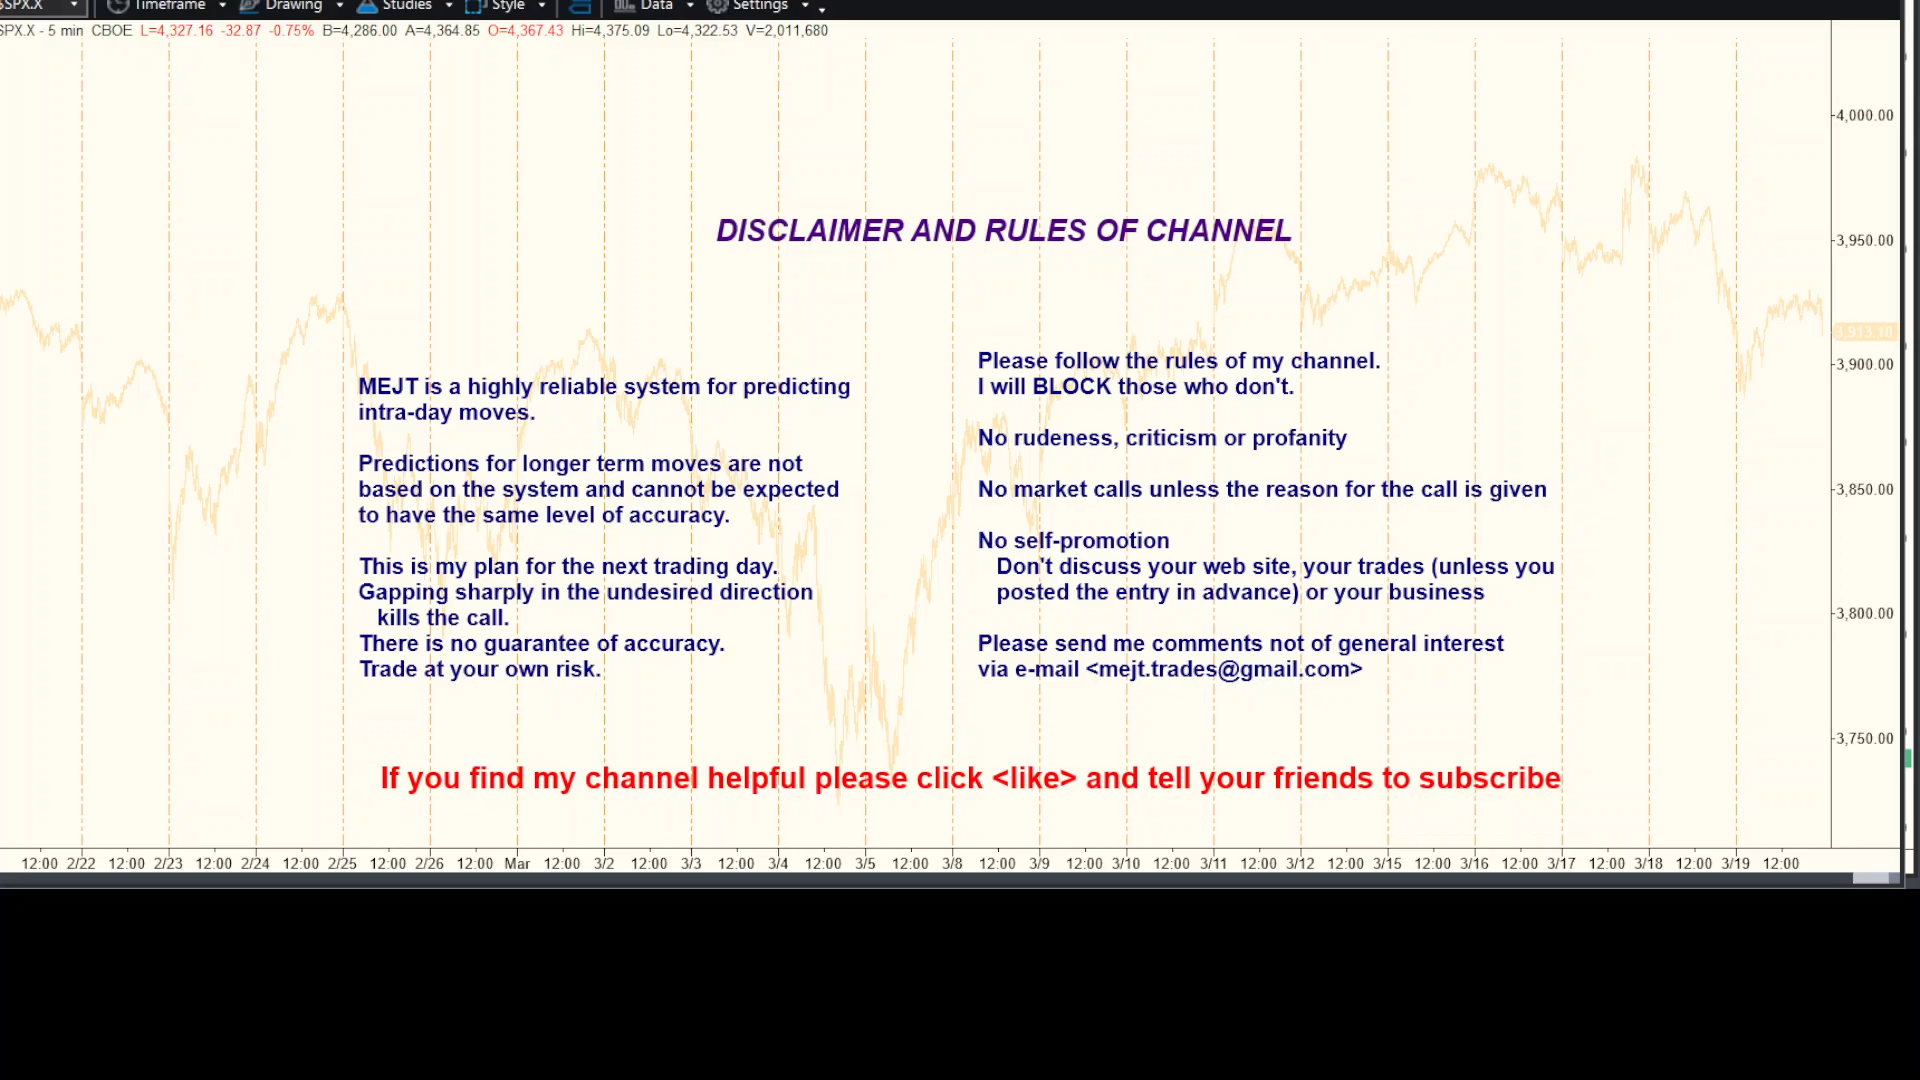 $SPX.X Timeframe Drawing Studies Style Data Settings
SPX.X - 5 min CBOE L=4,327.16 -32.87 -0.75% B=4,286.00 A=4,364.85 O=4,367.43 Hi=4,375.09 Lo=4,322.53 V=2,011,680
4,000.00
DISCLAIMER AND RULES OF CHANNEL
3,950.00
3,913.10
3,900.00
MEJT is a highly reliable system for predicting
intra-day moves.
Predictions for longer term moves are not
based on the system and cannot be expected
to have the same level of accuracy.
This is my plan for the next trading day.
Gapping sharply in the undesired direction
kills the call.
There is no guarantee of accuracy.
Trade at your own risk.
Please follow the rules of my channel.
I will BLOCK those who don't.
No rudeness, criticism or profanity
No market calls unless the reason for the call is given
No self-promotion
Don't discuss your web site, your trades (unless you
posted the entry in advance) or your business
Please send me comments not of general interest
via e-mail <mejt.trades@gmail.com>
3,850.00
3,800.00
3,750.00
If you find my channel helpful please click <like> and tell your friends to subscribe
12:00 2/22 12:00 2/23 12:00 2/24 12:00 2/25 12:00 2/26 12:00 Mar 12:00 3/2 12:00 3/3 12:00 3/4 12:00 3/5 12:00 3/8 12:00 3/9 12:00 3/10 12:00 3/11 12:00 3/12 12:00 3/15 12:00 3/16 12:00 3/17 12:00 3/18 12:00 3/19 12:00